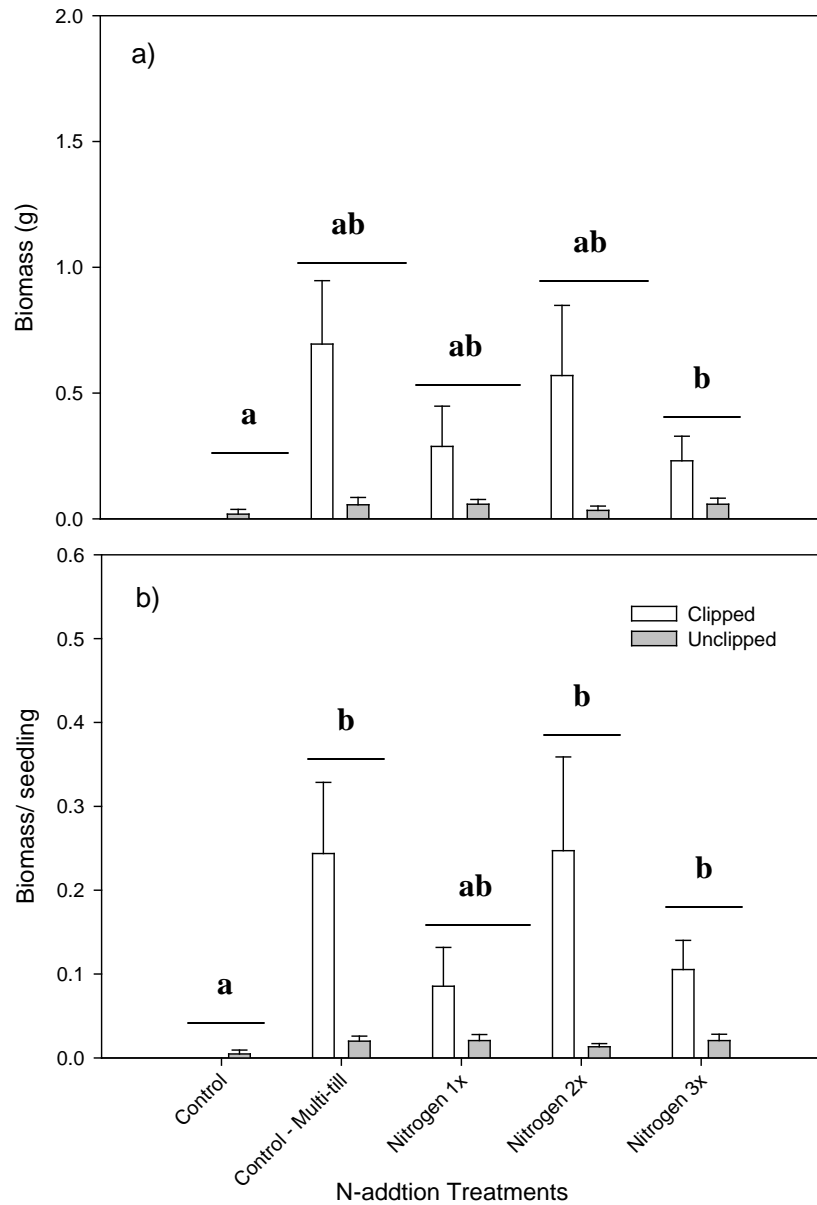 2.0
a)
1.5
Biomass (g)
ab
ab
1.0
ab
0.5
b
a
0.0
0.6
b)
0.5
Clipped
Unclipped
0.4
b
b
Biomass/ seedling
0.3
0.2
ab
b
0.1
a
0.0
Control
Control - Multi-till
Nitrogen 1x
Nitrogen 2x
Nitrogen 3x
N-addtion Treatments